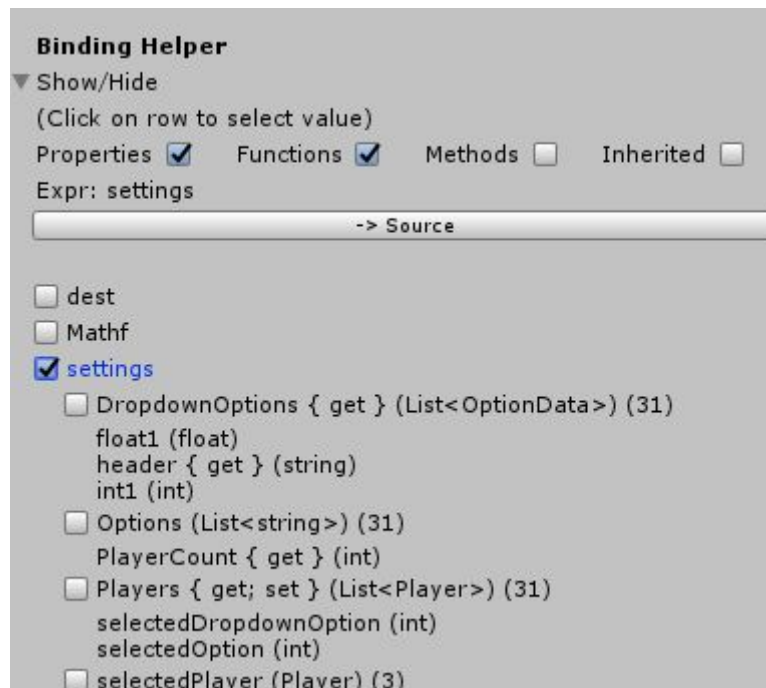 Binding Helper
Show/Hide
(Click on row to select value)
Properties Functions Methods Inherited
Expr: settings
-> Source
dest
Mathf
settings
DropdownOptions { get } (List<OptionData>) (31)
float1 (float)
header { get } (string)
int1 (int)
Options (List<string>) (31)
PlayerCount { get } (int)
Players { get; set } (List<Player>) (31)
selectedDropdownOption (int)
selectedOption (int)
selectedPlayer (Player) (3)